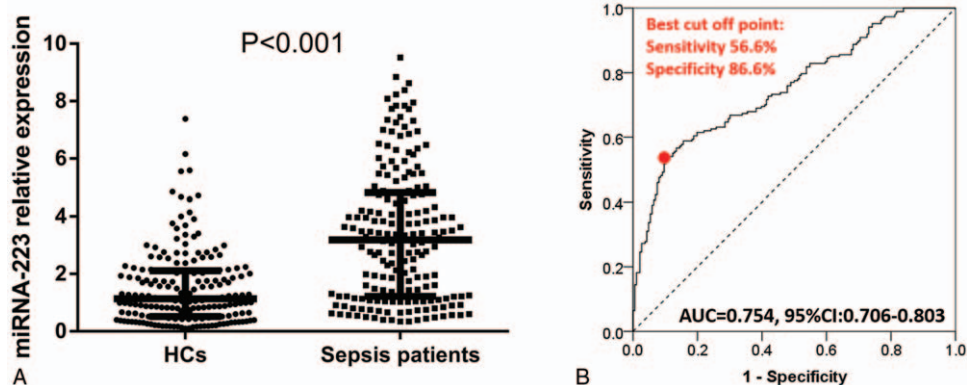 P<0.001
miRNA-223 relative expression
10
8
6
4
2
0
HCs
Sepsis patients
A
Best cut off point:
Sensitivity 56.6%
Specificity 86.6%
Sensitivity
1.0
0.8
0.6
0.4
0.2
0.0
AUC=0.754, 95%CI:0.706-0.803
0.0 0.2 0.4 0.6 0.8 1.0
1 - Specificity
B